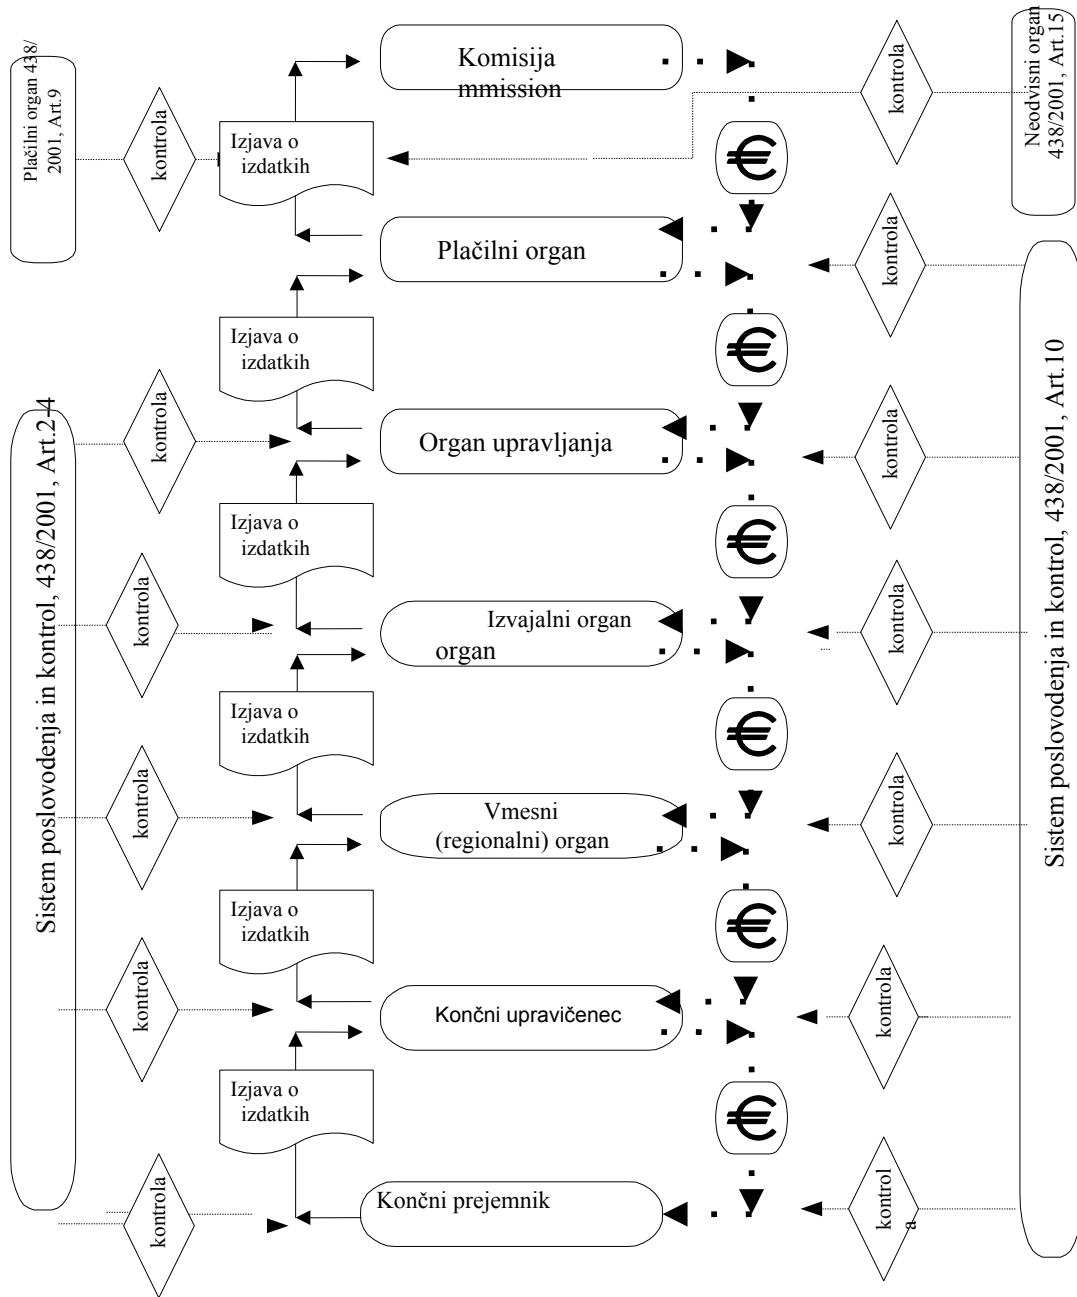 Plačilni organ 438/
2001, Art.9
kontrola
Izjava o
izdatkih
Komisija
mmission
kontrola
Neodvisni organ
438/2001, Art.15
Plačilni organ
kontrola
Izjava o
izdatkih
kontrola
Organ upravljanja
kontrola
Sistem poslovodenja in kontrol, 438/2001, Art.2-4
Sistem poslovodenja in kontrol, 438/2001, Art.10
Izjava o
izdatkih
kontrola
Izvajalni organ
organ
kontrola
Izjava o
izdatkih
kontrola
Vmesni
(regionalni) organ
kontrola
Izjava o
izdatkih
kontrola
Končni upravičenec
kontrola
Izjava o
izdatkih
kontrola
Končni prejemnik
kontrol
a